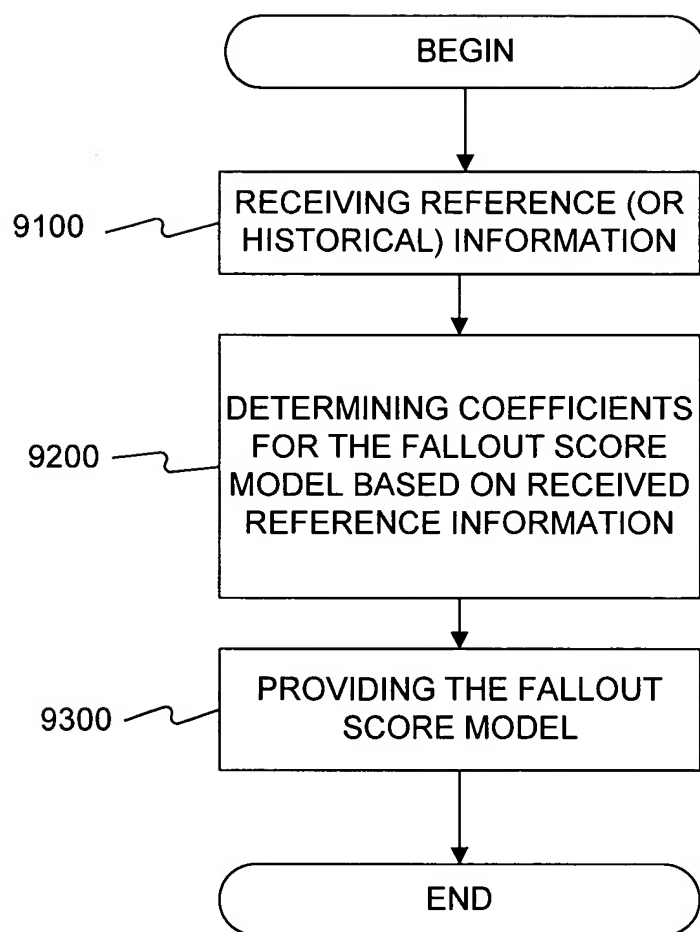 BEGIN
9100
RECEIVING REFERENCE (OR
HISTORICAL) INFORMATION
9200
DETERMINING COEFFICIENTS
FOR THE FALLOUT SCORE
MODEL BASED ON RECEIVED
REFERENCE INFORMATION
9300
PROVIDING THE FALLOUT
SCORE MODEL
END